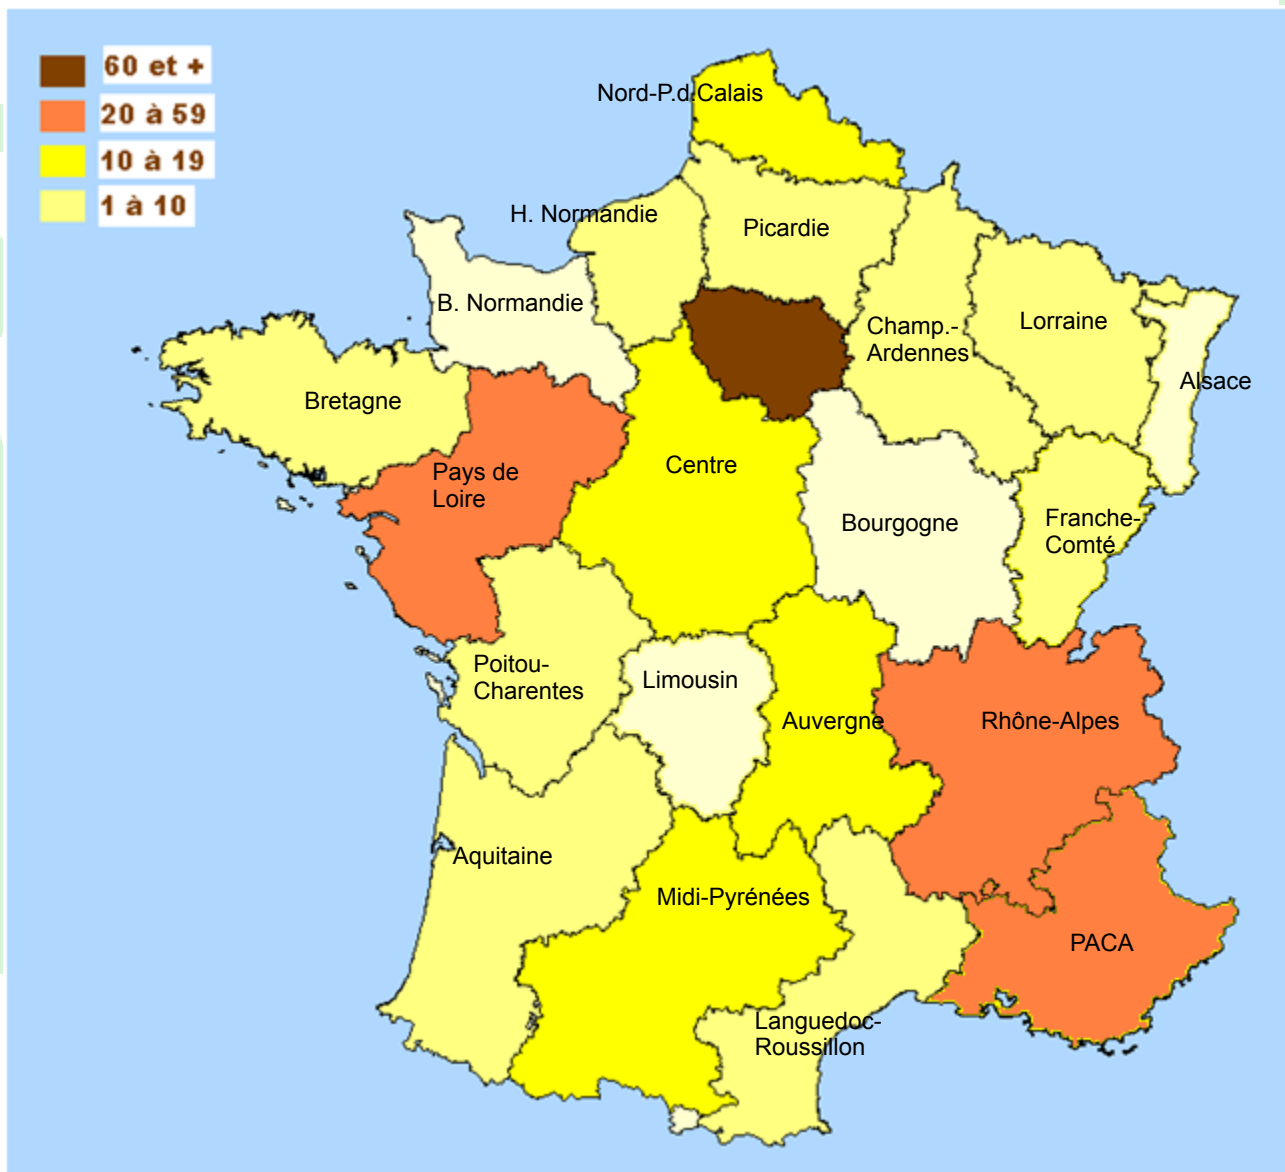 60 et +
20 à 59
10 à 19
1 à 10
Nord-P.d.Calais
H. Normandie
Picardie
B. Normandie
Champ.-
Ardennes
Lorraine
Alsace
Bretagne
Pays de
Loire
Centre
Bourgogne
Franche-
Comté
Poitou-
Charentes
Limousin
Auvergne
Rhône-Alpes
Aquitaine
Midi-Pyrénées
PACA
Languedoc-
Roussillon